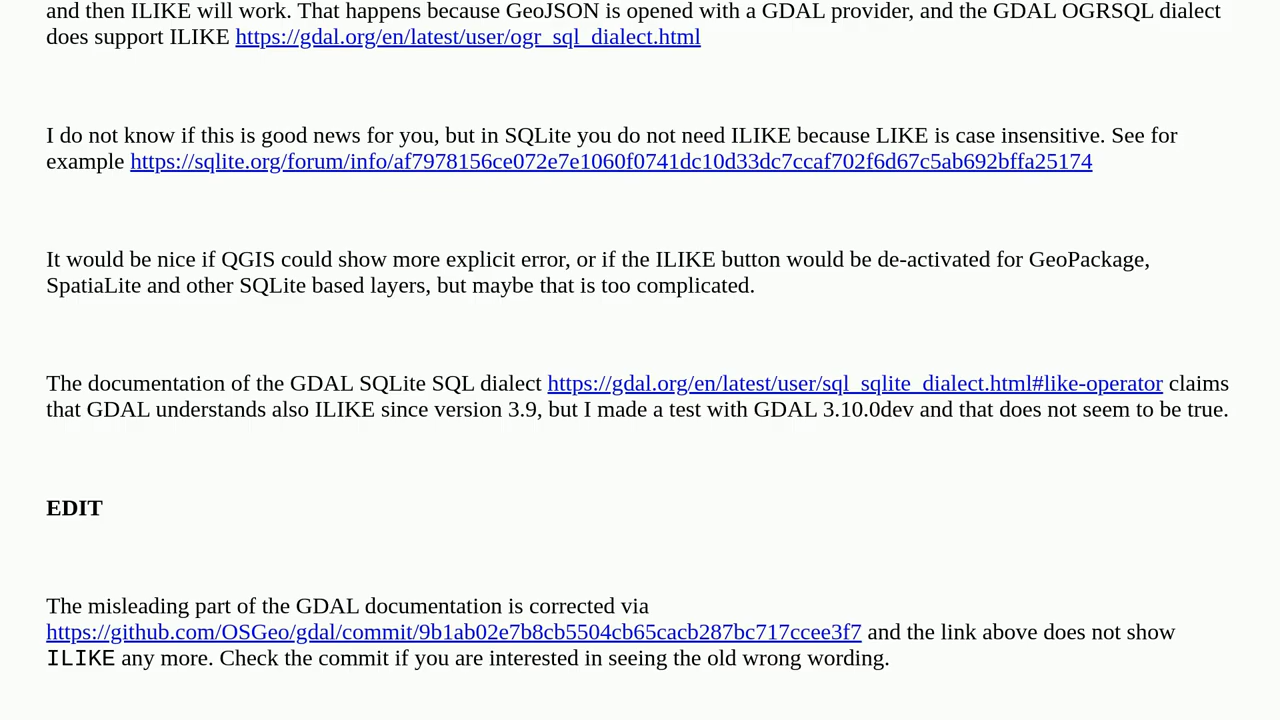 and then ILIKE will work. That happens because GeoJSON is opened with a GDAL provider, and the GDAL OGRSQL dialect
does support ILIKE https://gdal.org/en/latest/user/ogr_sql_dialect.html
I do not know if this is good news for you, but in SQLite you do not need ILIKE because LIKE is case insensitive. See for
example https://sqlite.org/forum/info/af7978156ce072e7e1060f0741dc10d33dc7ccaf702f6d67c5ab692bffa25174
It would be nice if QGIS could show more explicit error, or if the ILIKE button would be de-activated for GeoPackage,
SpatiaLite and other SQLite based layers, but maybe that is too complicated.
The documentation of the GDAL SQLite SQL dialect https://gdal.org/en/latest/user/sql_sqlite_dialect.html#like-operator claims
that GDAL understands also ILIKE since version 3.9, but I made a test with GDAL 3.10.0dev and that does not seem to be true.
EDIT
The misleading part of the GDAL documentation is corrected via
https://github.com/OSGeo/gdal/commit/9b1ab02e7b8cb5504cb65cacb287bc717ccee3f7 and the link above does not show
ILIKE any more. Check the commit if you are interested in seeing the old wrong wording.